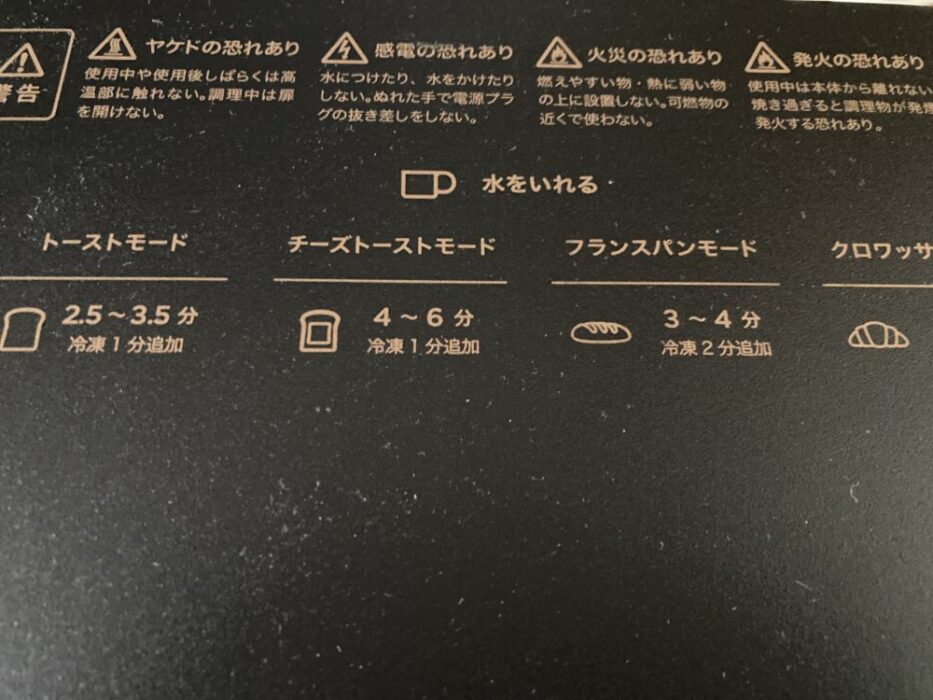 警告
ヤケドの恐れあり
使用中や使用後しばらくは高
温部に触れない。調理中は扉
を開けない。
感電の恐れあり
水につけたり、水をかけたり
しない。ぬれた手で電源プラ
グの抜き差しをしない。
火災の恐れあり
燃えやすい物・熱に弱い物
の上に設置しない。可燃物の
近くで使わない。
発火の恐れあり
使用中は本体から離れない
焼き過ぎると調理物が発煙
発火する恐れあり。
水をいれる
トーストモード
2.5～3.5 分
冷凍 1 分追加
チーズトーストモード
4 ～ 6 分
冷凍 1 分追加
フランスパンモード
3 ～ 4 分
冷凍 2 分追加
クロワッサ